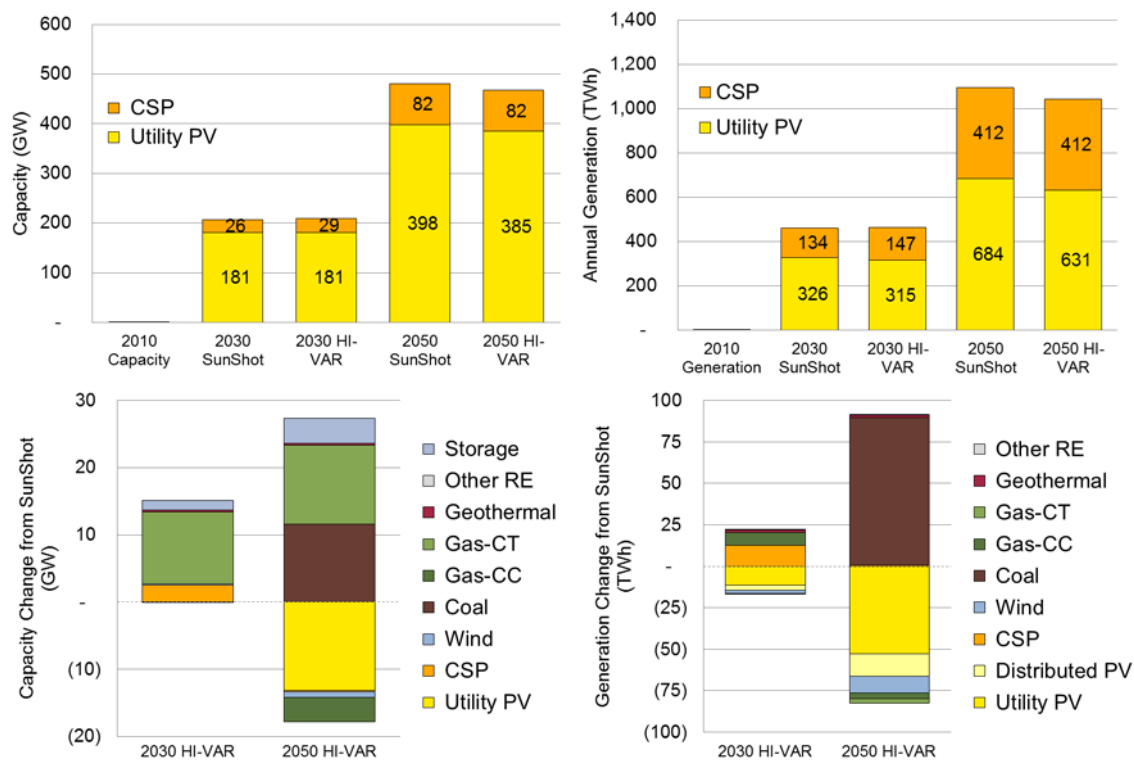 600
500
400
300
200
100
-
Capacity (GW)
CSP
Utility PV
26
181
29
181
82
398
82
385
2010
Capacity
2030
SunShot
2030 HI-
VAR
2050
SunShot
2050 HI-
VAR
1,400
1,200
1,000
800
600
400
200
-
Annual Generation (TWh)
CSP
Utility PV
134
326
147
315
412
684
412
631
2010
Generation
2030
SunShot
2030 HI-
VAR
2050
SunShot
2050 HI-
VAR
30
20
10
-
(10)
(20)
Capacity Change from SunShot
(GW)
Storage
Other RE
Geothermal
Gas-CT
Gas-CC
Coal
Wind
CSP
Utility PV
2030 HI-VAR
2050 HI-VAR
100
75
50
25
-
(25)
(50)
(75)
(100)
Generation Change from SunShot
(TWh)
Other RE
Geothermal
Gas-CT
Gas-CC
Coal
Wind
CSP
Distributed PV
Utility PV
2030 HI-VAR
2050 HI-VAR